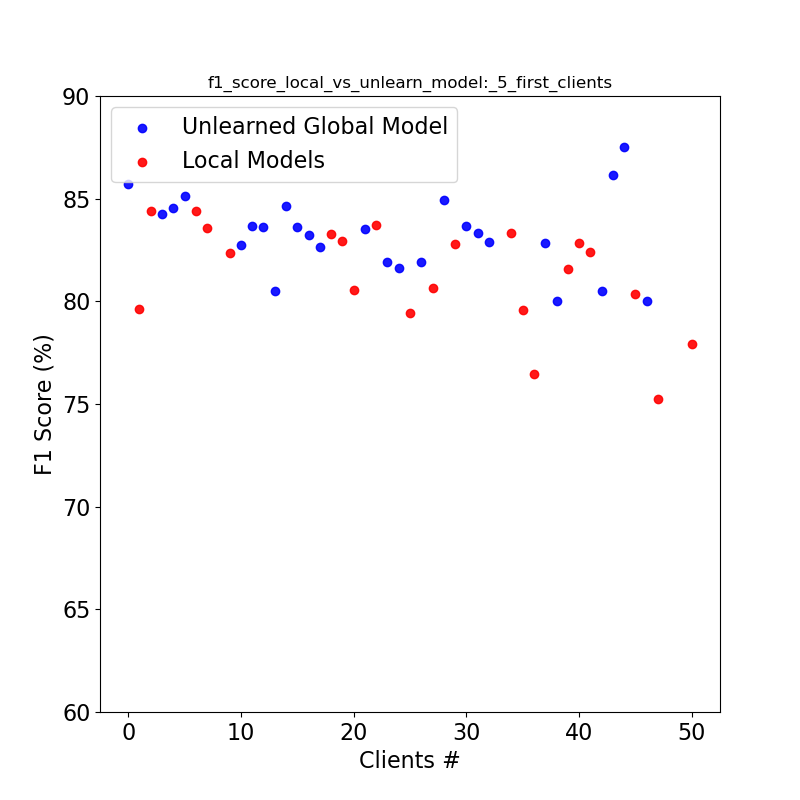 f1_score_local_vs_unlearn_model:_5_first_clients
Unlearned Global Model
Local Models
90
85
80
75
70
65
60
F1 Score (%)
0 10 20 30 40 50
Clients #